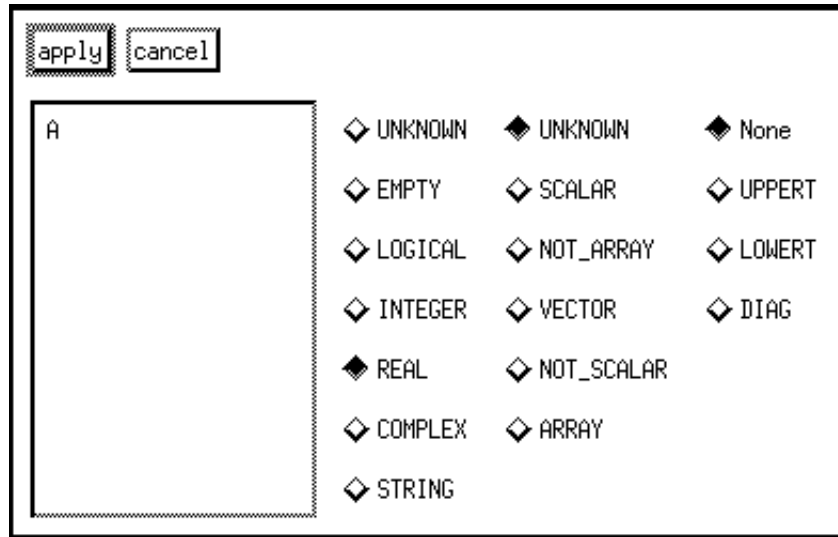 apply cancel
A
UNKNOWN UNKNOWN None
EMPTY SCALAR UPPERT
LOGICAL NOT_ARRAY LOWERT
INTEGER VECTOR DIAG
REAL NOT_SCALAR
COMPLEX ARRAY
STRING